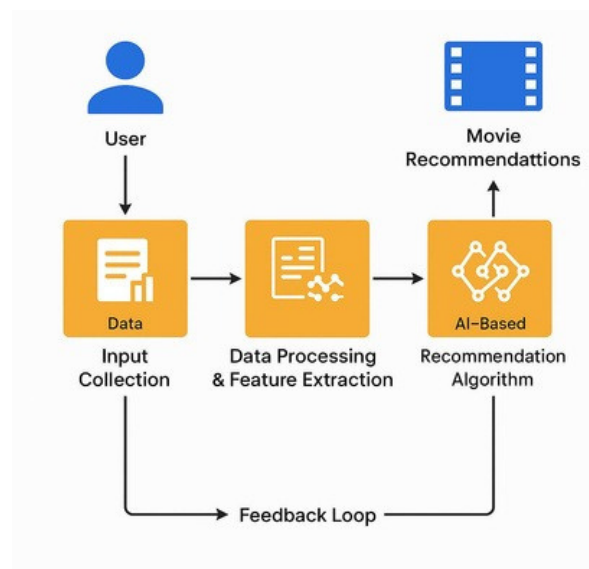 User
Movie
Recommendattions
Data
AI-Based
Input
Collection
Data Processing
& Feature Extraction
Recommendation
Algorithm
Feedback Loop